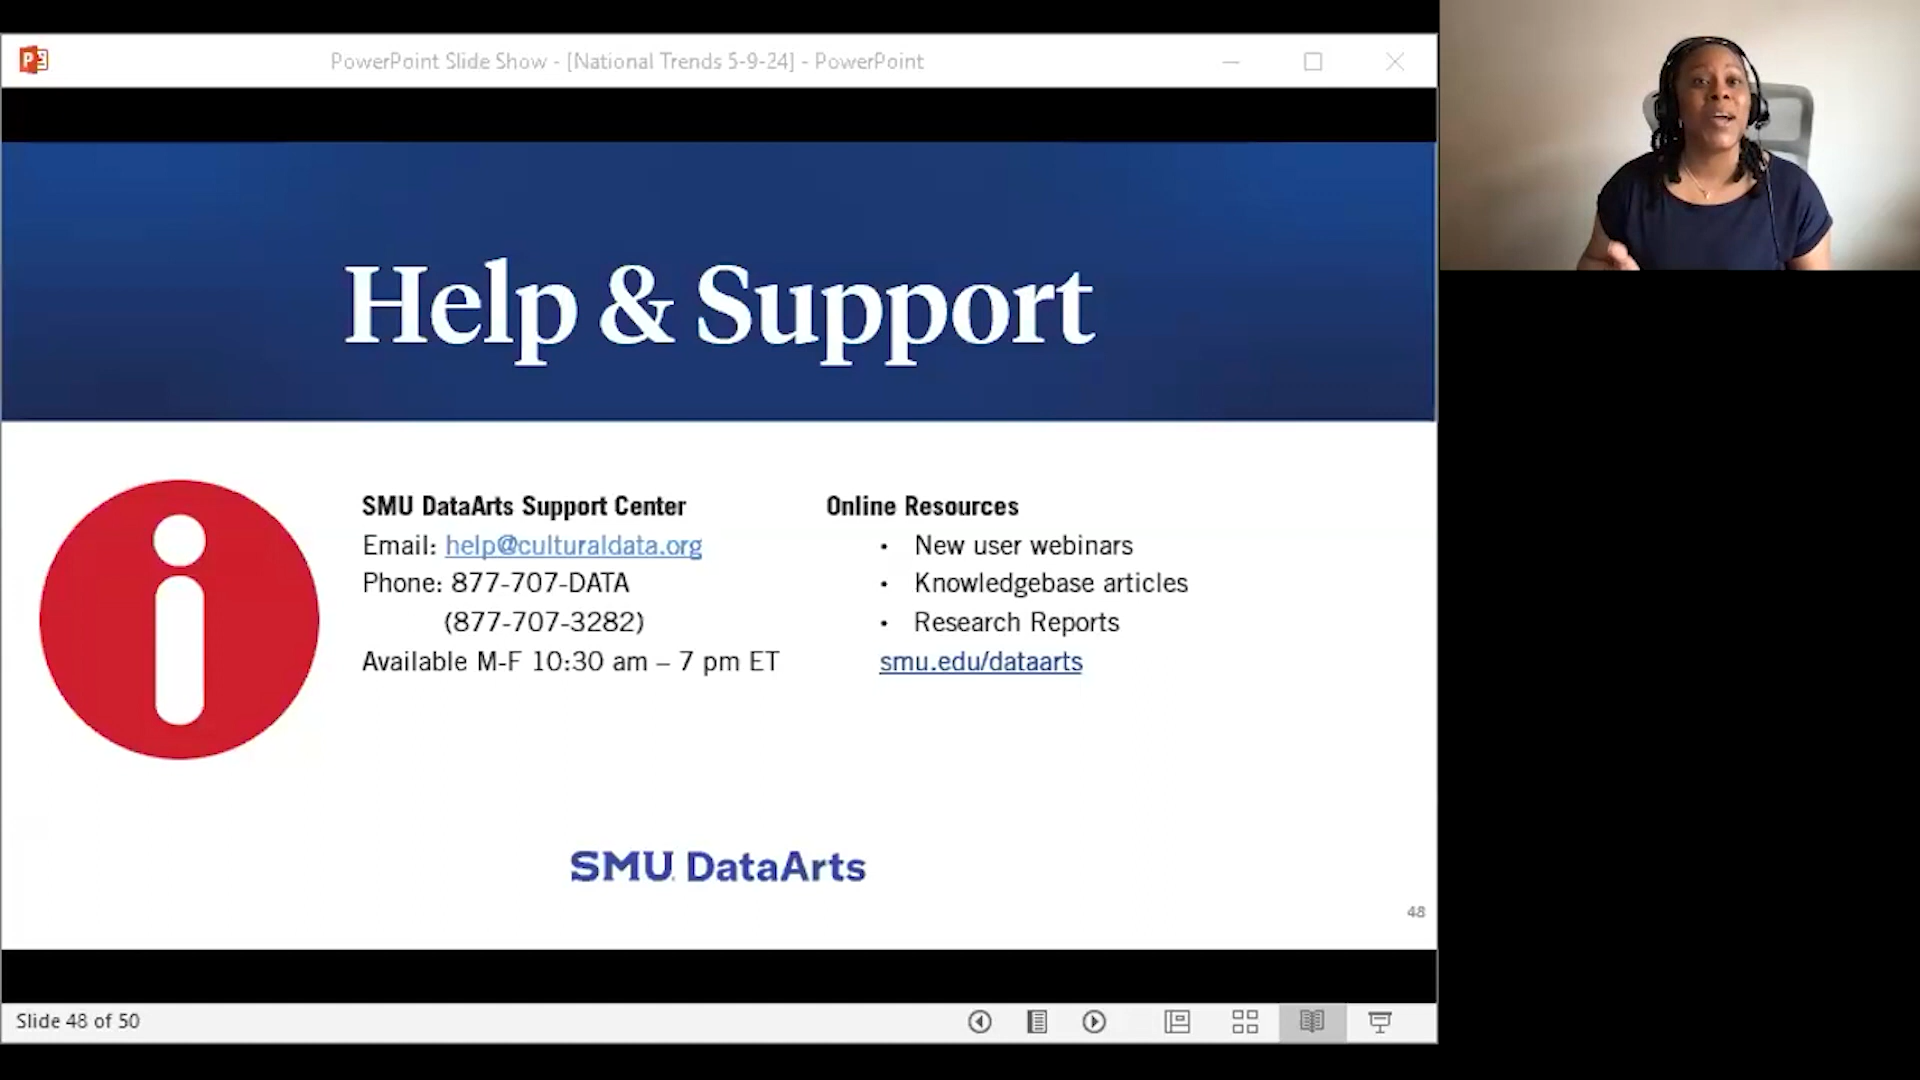 PowerPoint Slide Show - [National Trends 5-9-24] - PowerPoint
Help & Support
SMU DataArts Support Center
Email: help@culturaldata.org
Phone: 877-707-DATA
(877-707-3282)
Available M-F 10:30 am – 7 pm ET
Online Resources
• New user webinars
• Knowledgebase articles
• Research Reports
smu.edu/dataarts
SMU DataArts
48
Slide 48 of 50